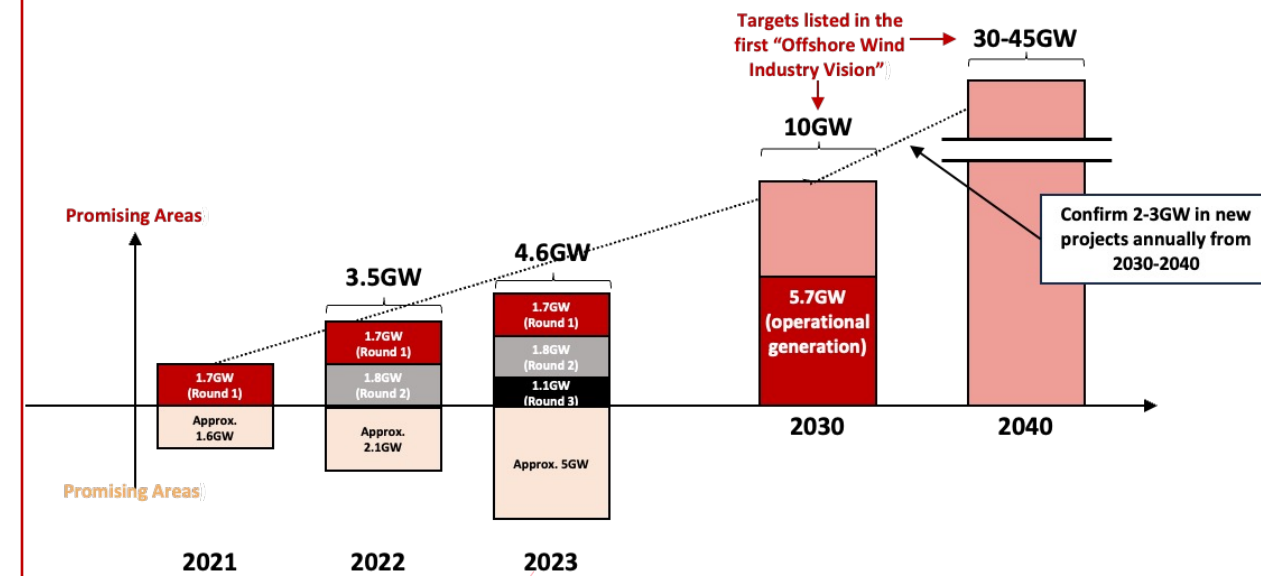 Targets listed in the
first “Offshore Wind
Industry Vision”)
30-45GW
10GW
Confirm 2-3GW in new
projects annually from
2030-2040
Promising Areas)
3.5GW
4.6GW
1.7GW
(Round 1)
1.7GW
(Round 1)
1.8GW
(Round 2)
1.7GW
(Round 1)
1.8GW
(Round 2)
1.1GW
(Round 3)
5.7GW
(operational
generation)
Approx.
1.6GW
Approx.
2.1GW
Approx. 5GW
2030
2040
Promising Areas)
2021
2022
2023